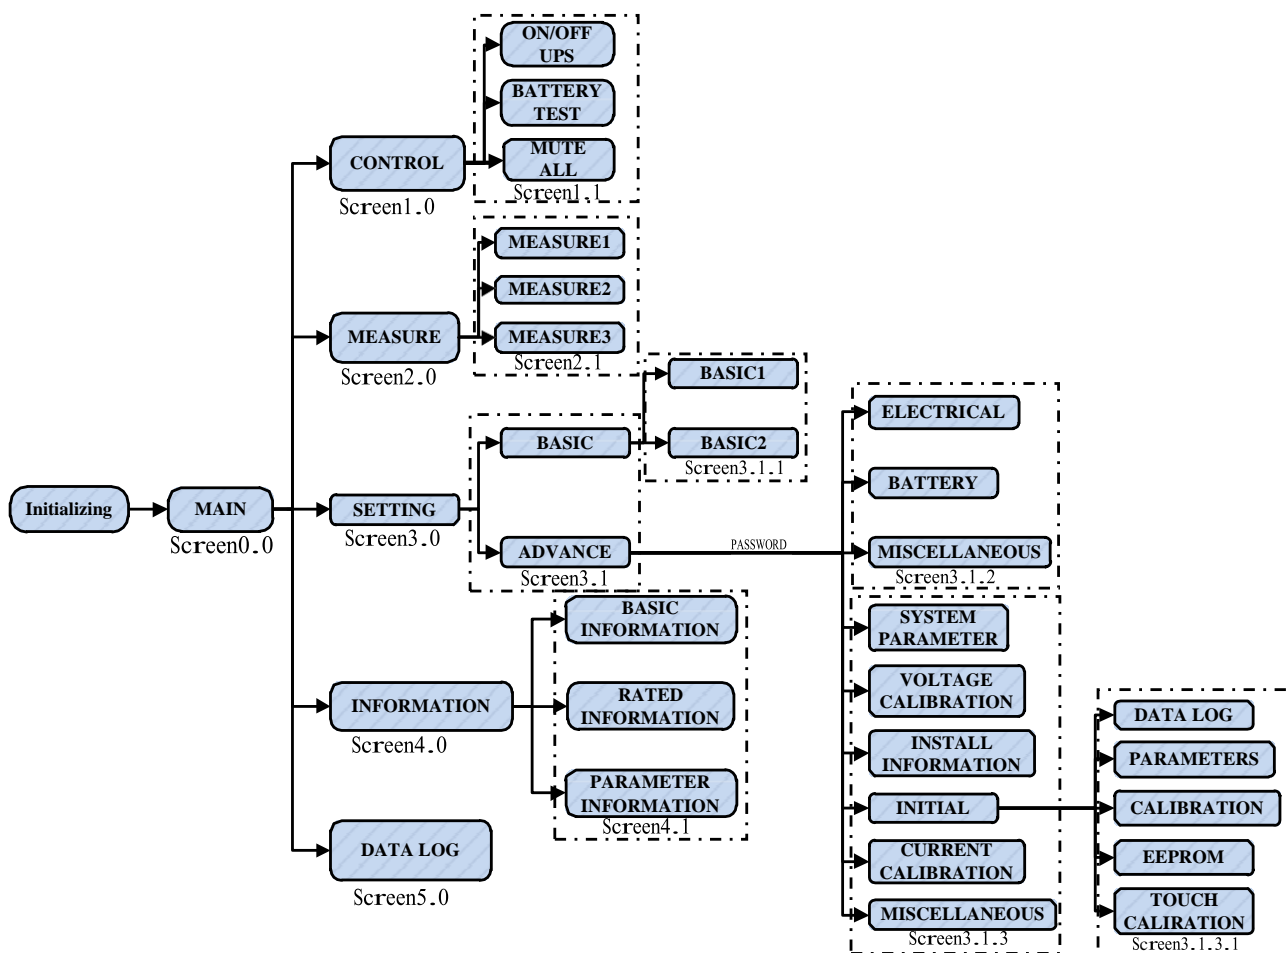 Initializing
MAIN
Screen0.0
CONTROL
Screen1.0
ON/OFF
UPS
BATTERY
TEST
MUTE
ALL
Screen1.1
MEASURE
Screen2.0
MEASURE1
MEASURE2
MEASURE3
Screen2.1
SETTING
Screen3.0
BASIC
ADVANCE
Screen3.1
BASIC1
BASIC2
Screen3.1.1
PASSWORD
ELECTRICAL
BATTERY
MISCELLANEOUS
Screen3.1.2
SYSTEM
PARAMETER
VOLTAGE
CALIBRATION
INSTALL
INFORMATION
INITIAL
CURRENT
CALIBRATION
MISCELLANEOUS
Screen3.1.3
DATA LOG
PARAMETERS
CALIBRATION
EEPROM
TOUCH
CALIRATION
Screen3.1.3.1
INFORMATION
Screen4.0
BASIC
INFORMATION
RATED
INFORMATION
PARAMETER
INFORMATION
Screen4.1
DATA LOG
Screen5.0